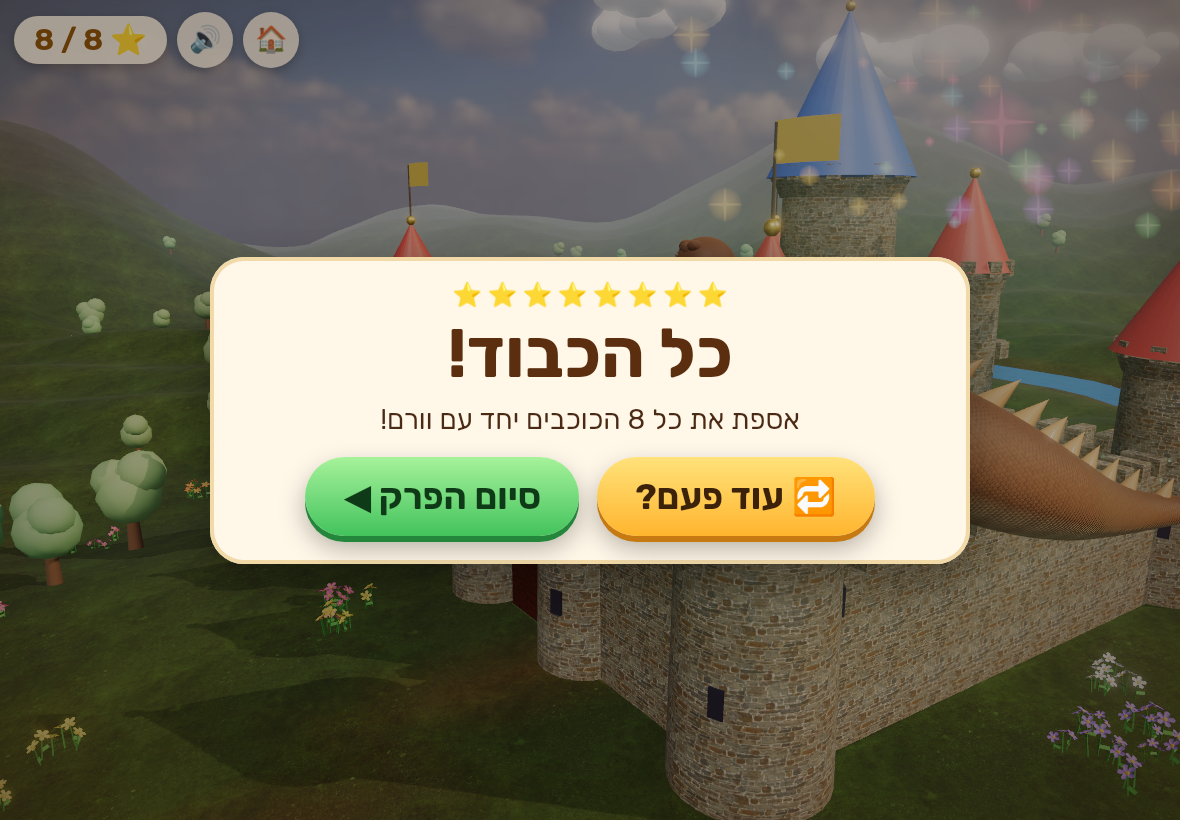 8 / 8 ⭐
כל הכבוד!
אספת את כל 8 הכוכבים יחד עם וורם!
עוד פעם?
סיום הפרק ◀